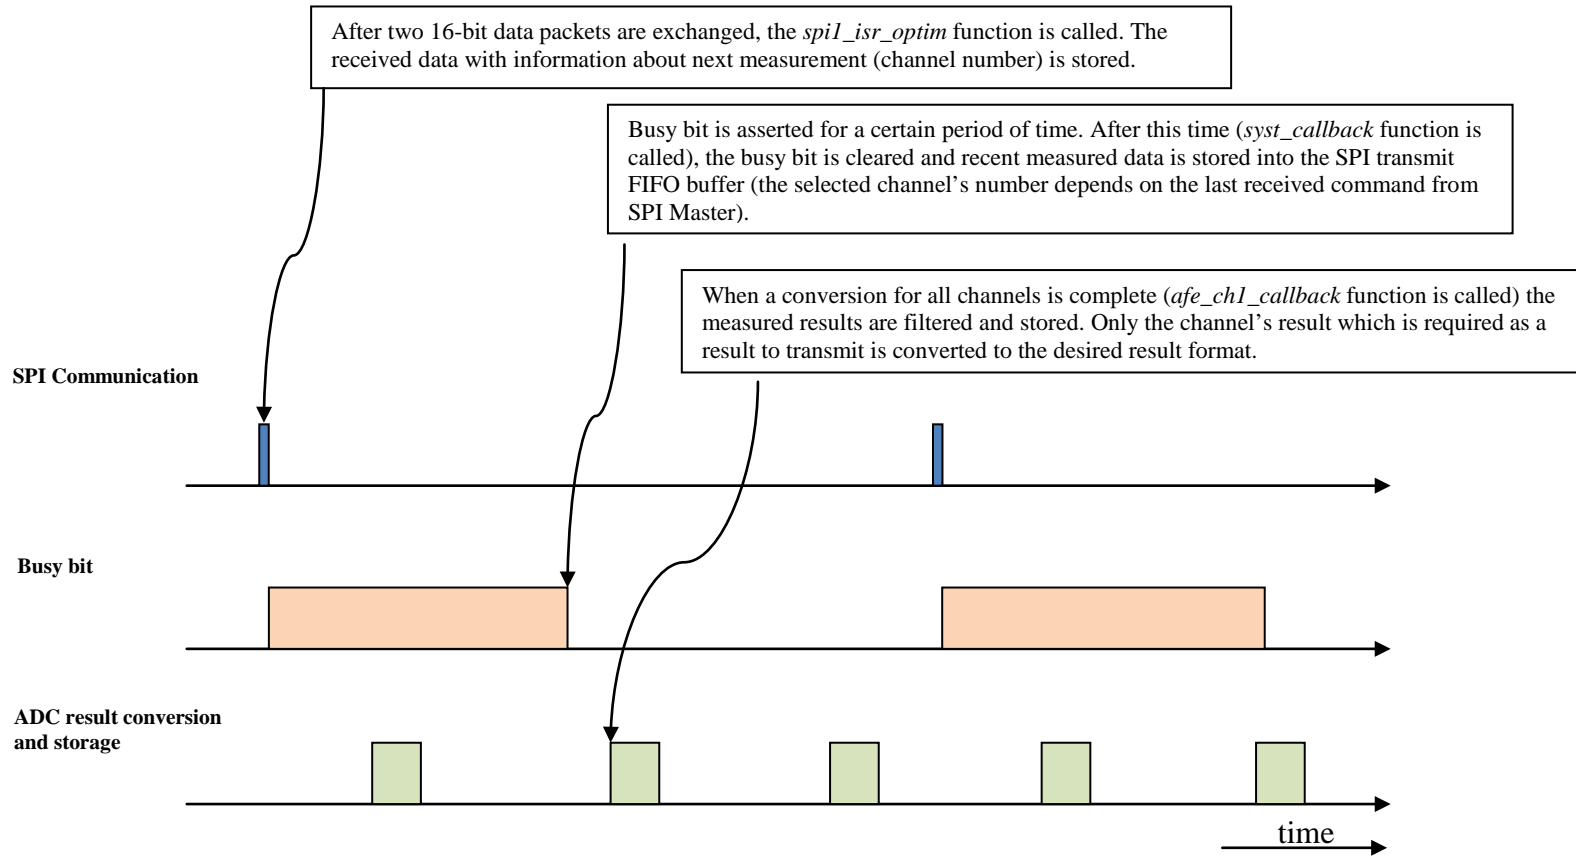 After two 16-bit data packets are exchanged, the spi1_isr_optim function is called. The
received data with information about next measurement (channel number) is stored.
Busy bit is asserted for a certain period of time. After this time (syst_callback function is
called), the busy bit is cleared and recent measured data is stored into the SPI transmit
FIFO buffer (the selected channel’s number depends on the last received command from
SPI Master).
When a conversion for all channels is complete (afe_ch1_callback function is called) the
measured results are filtered and stored. Only the channel’s result which is required as a
result to transmit is converted to the desired result format.
SPI Communication
Busy bit
ADC result conversion
and storage
time